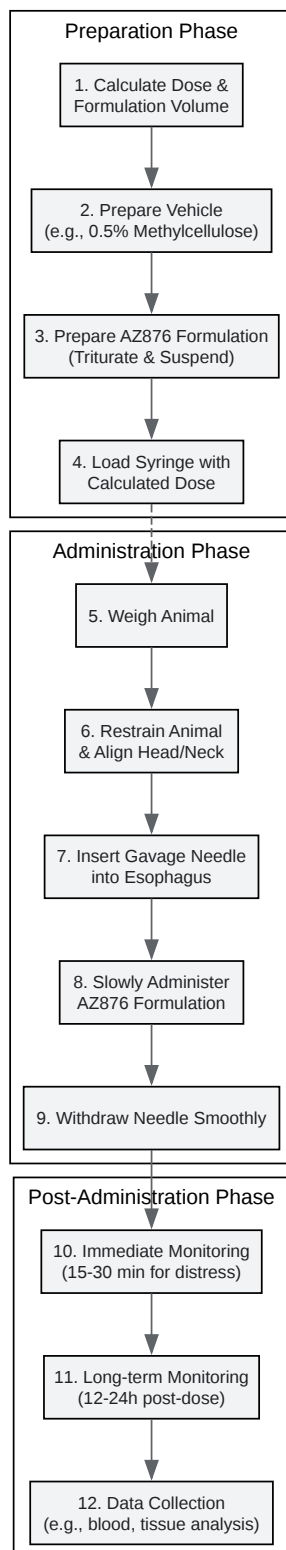 Preparation Phase
1. Calculate Dose &
Formulation Volume
2. Prepare Vehicle
(e.g., 0.5% Methylcellulose)
3. Prepare AZ876 Formulation
(Triturate & Suspend)
4. Load Syringe with
Calculated Dose
Administration Phase
5. Weigh Animal
6. Restrain Animal
& Align Head/Neck
7. Insert Gavage Needle
into Esophagus
8. Slowly Administer
AZ876 Formulation
9. Withdraw Needle Smoothly
Post-Administration Phase
10. Immediate Monitoring
(15-30 min for distress)
11. Long-term Monitoring
(12-24h post-dose)
12. Data Collection
(e.g., blood, tissue analysis)